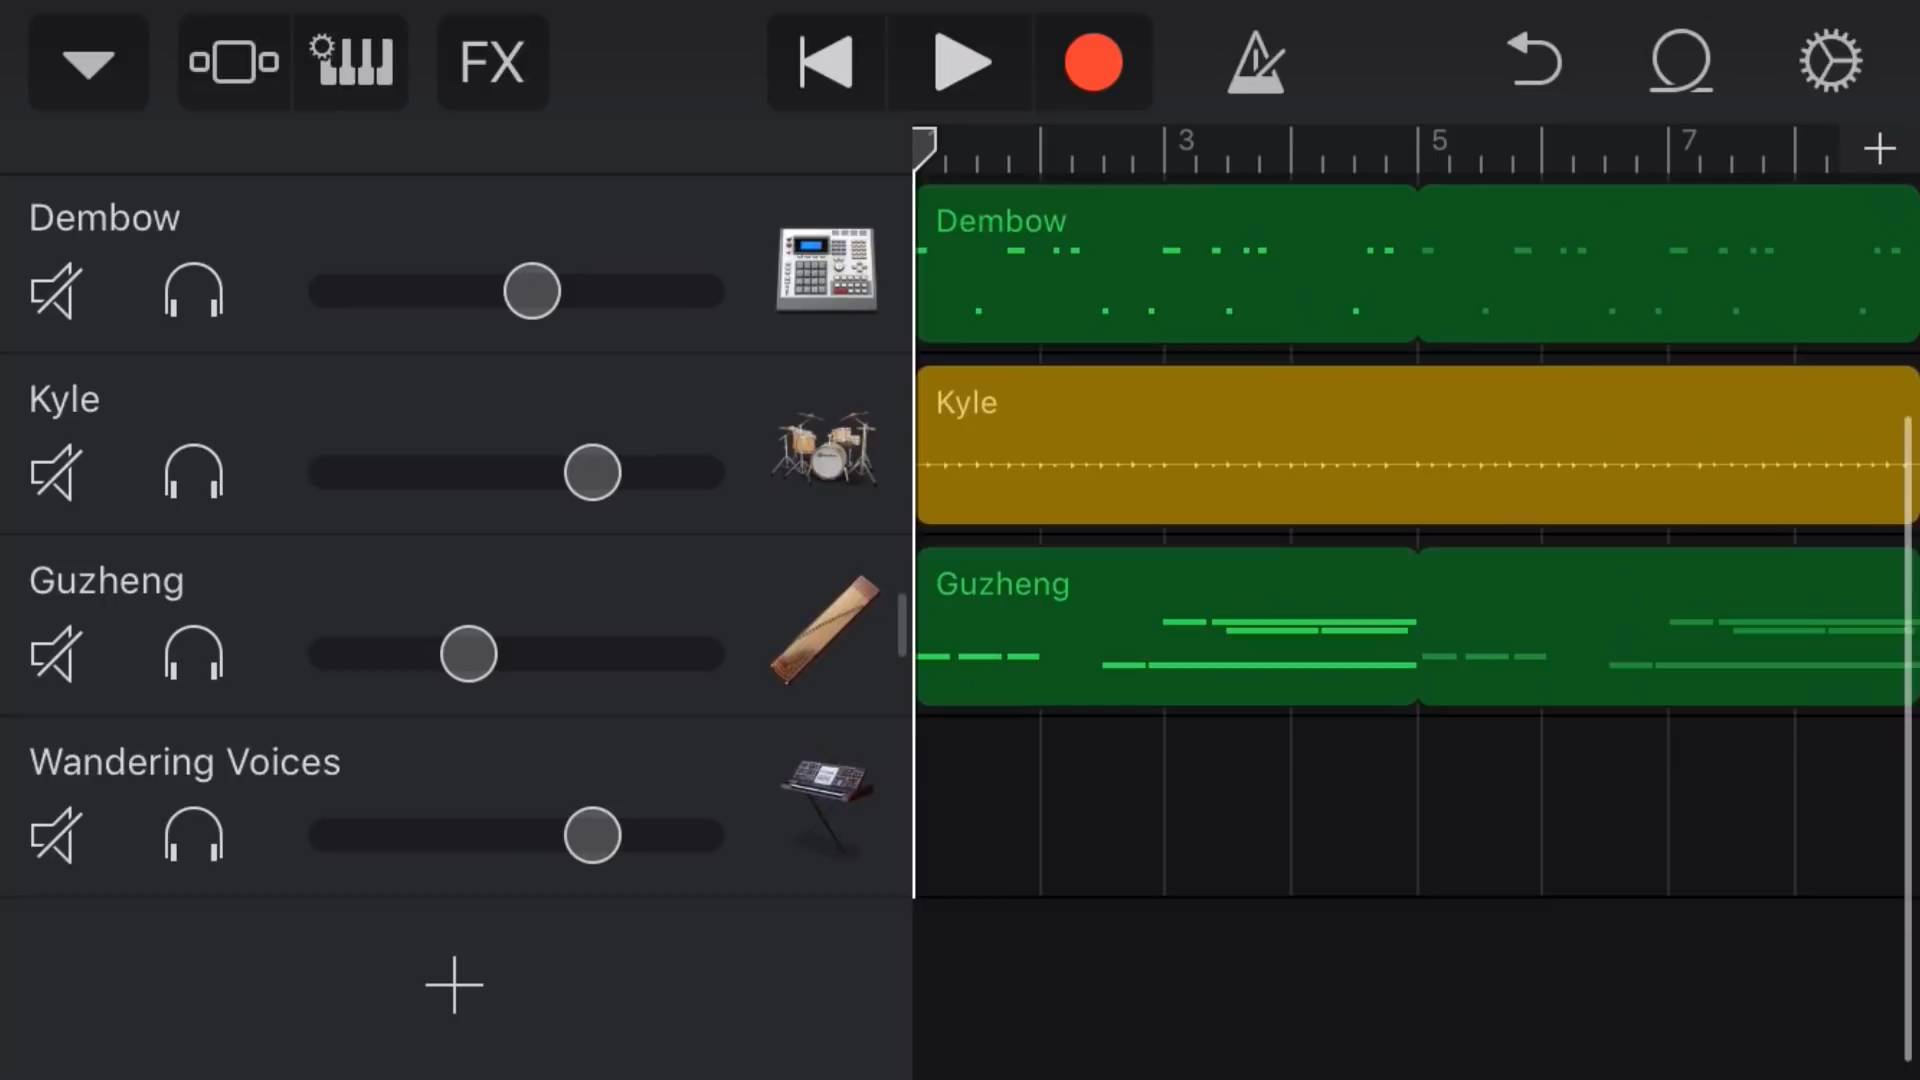 FX
3 5 7
Dembow
Dembow
Kyle
Kyle
Guzheng
Guzheng
Wandering Voices